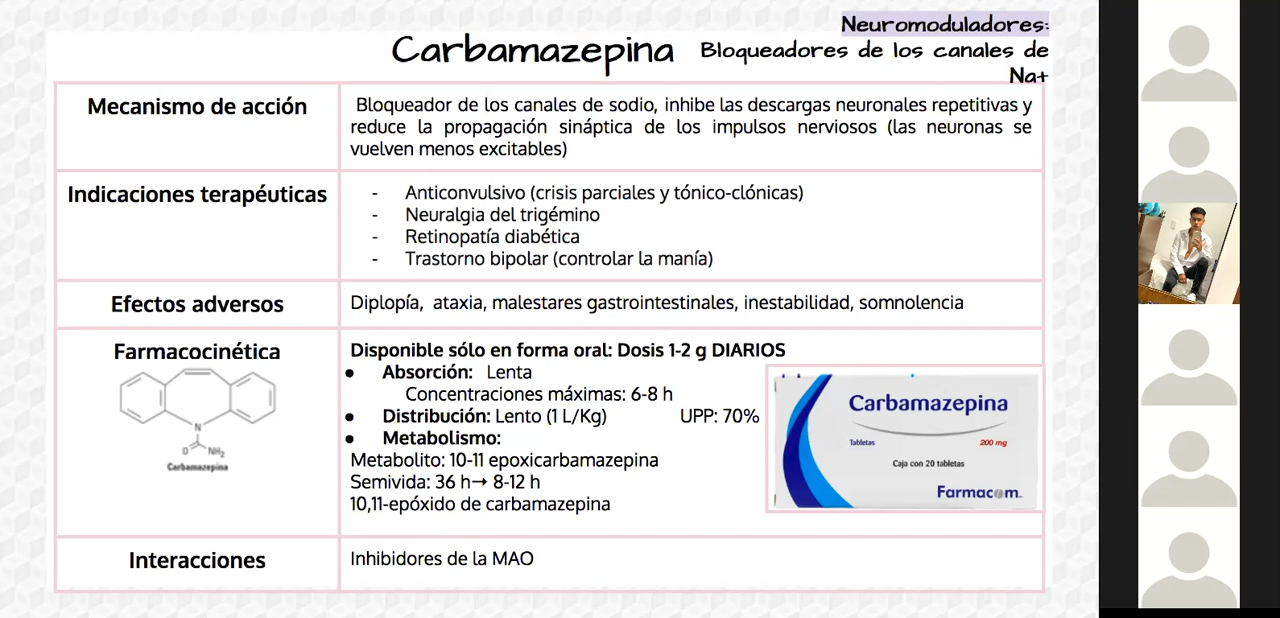 Neuromoduladores:
Carbamazepina
Bloqueadores de los canales de
Na+
Mecanismo de acción
Bloqueador de los canales de sodio, inhibe las descargas neuronales repetitivas y
reduce la propagación sináptica de los impulsos nerviosos (las neuronas se
vuelven menos excitables)
Indicaciones terapéuticas
- Anticonvulsivo (crisis parciales y tónico-clónicas)
- Neuralgia del trigémino
- Retinopatía diabética
- Trastorno bipolar (controlar la manía)
Efectos adversos
Diplopía, ataxia, malestares gastrointestinales, inestabilidad, somnolencia
Farmacocinética
N
O NH₂
Carbamazepina
Disponible sólo en forma oral: Dosis 1-2 g DIARIOS
● Absorción: Lenta
Concentraciones máximas: 6-8 h
● Distribución: Lento (1 L/Kg) UPP: 70%
● Metabolismo:
Metabolito: 10-11 epoxicarbamazepina
Semivida: 36 h→ 8-12 h
10,11-epóxido de carbamazepina
Carbamazepina
Tabletas 200 mg
Caja con 20 tabletas
Farmacom
Interacciones
Inhibidores de la MAO